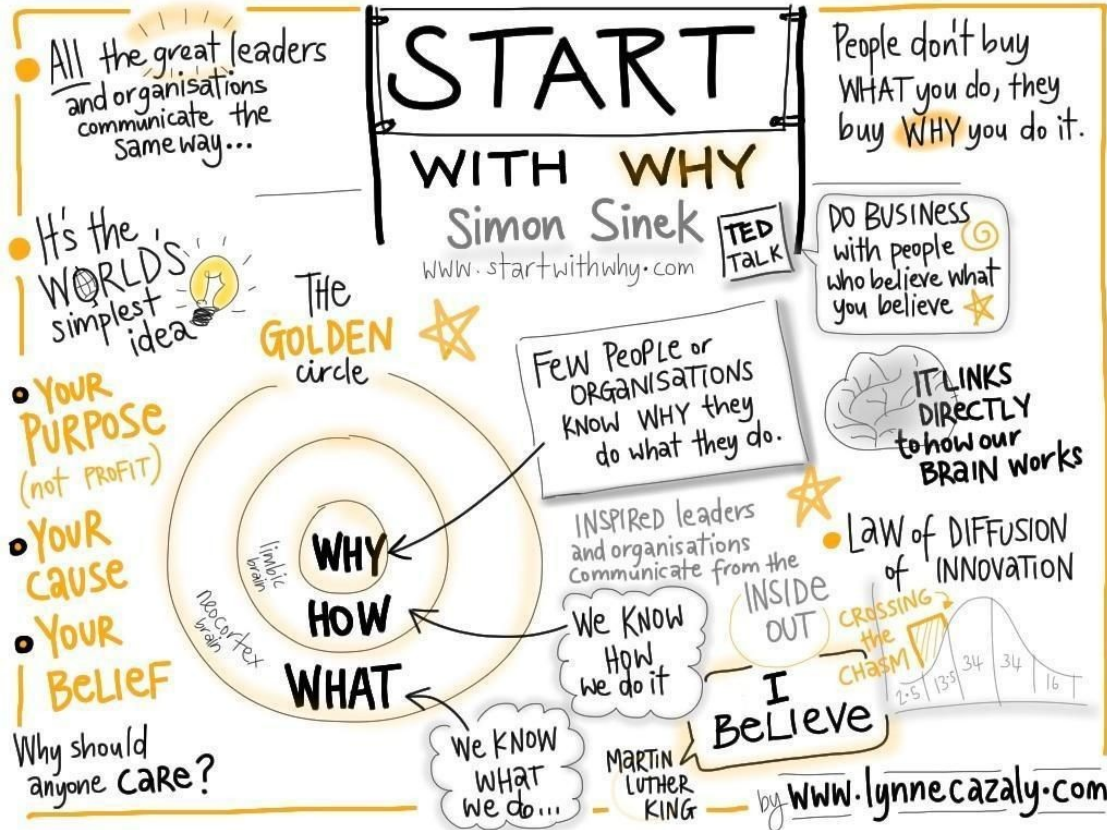 All the great leaders
and organisations
communicate the
same way...
START
WITH WHY
Simon Sinek
www.startwithwhy.com
TED
TALK
People don't buy
WHAT you do, they
buy WHY you do it.
DO BUSINESS
with people
who believe what
you believe
It's the
WORLD'S
simplest
idea
THE
GOLDEN
circle
FEW PEOPLE or
ORGANISATIONS
KNOW WHY they
do what they do.
IT LINKS
DIRECTLY
to how our
BRAIN works
YOUR
PURPOSE
(not PROFIT)
YOUR
CAUSE
YOUR
BELIEF
Why should
anyone CARE?
WHY
limbic
brain
HOW
neocortex
brain
WHAT
INSPIRED leaders
and organisations
communicate from the
INSIDE
OUT
We KNOW
HOW
we do it
We KNOW
WHAT
we do...
LAW of DIFFUSION
of INNOVATION
CROSSING
the
CHASM
2.5 13.5 34 34 16
I
BELIEVE
MARTIN
LUTHER
KING
by www.lynnecazaly.com